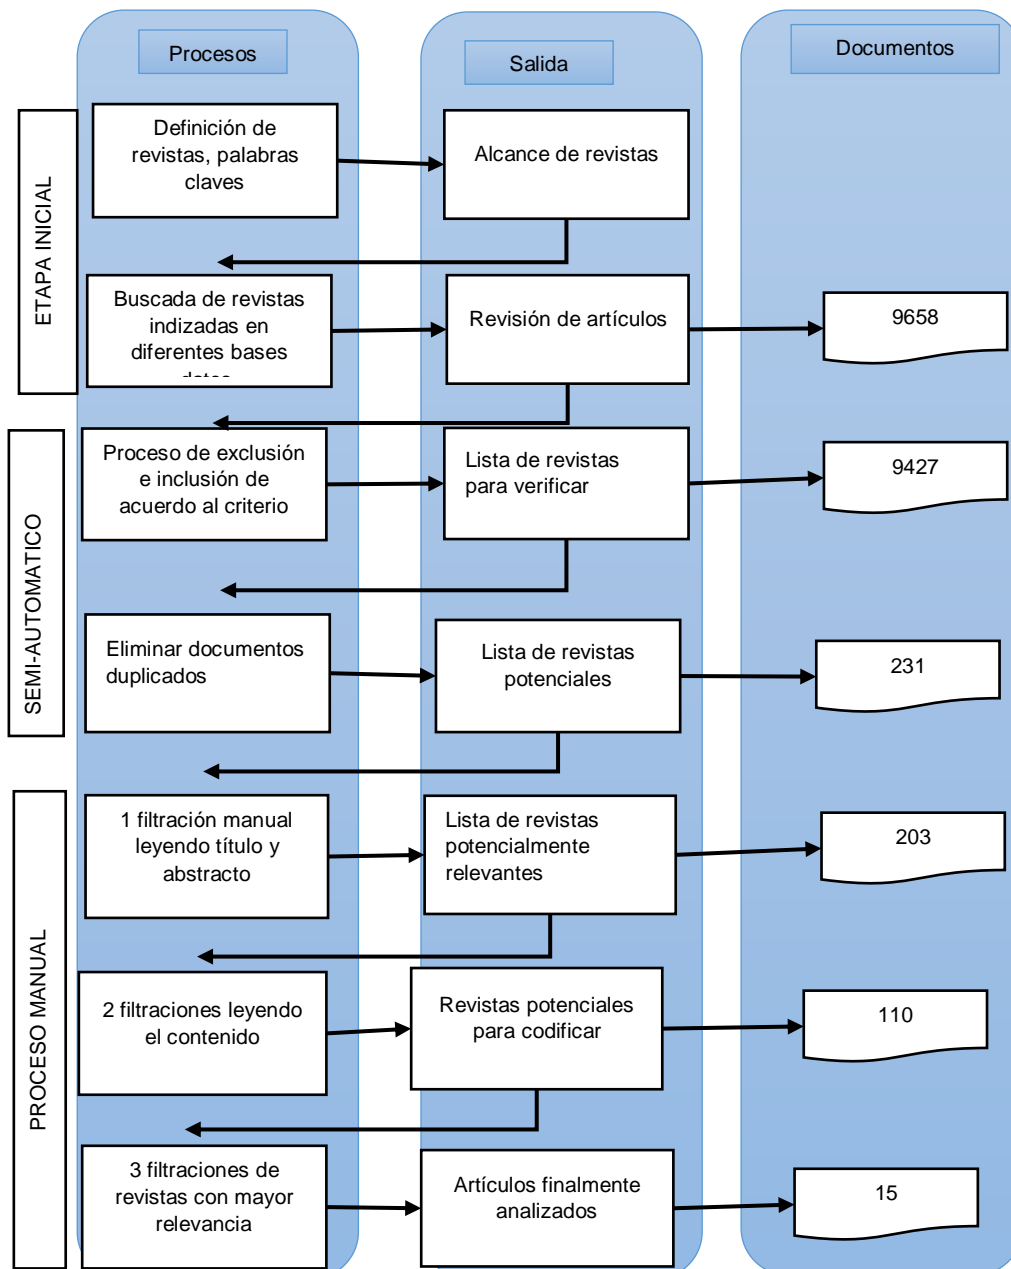 Procesos
Salida
Documentos
ETAPA INICIAL
Definición de
revistas, palabras
claves
Alcance de revistas
Buscada de revistas
indizadas en
diferentes bases
Revisión de artículos
9658
SEMI-AUTOMATICO
Proceso de exclusión
e inclusión de
acuerdo al criterio
Lista de revistas
para verificar
9427
Eliminar documentos
duplicados
Lista de revistas
potenciales
231
PROCESO MANUAL
1 filtración manual
leyendo título y
abstracto
Lista de revistas
potencialmente
relevantes
203
2 filtraciones leyendo
el contenido
Revistas potenciales
para codificar
110
3 filtraciones de
revistas con mayor
relevancia
Artículos finalmente
analizados
15